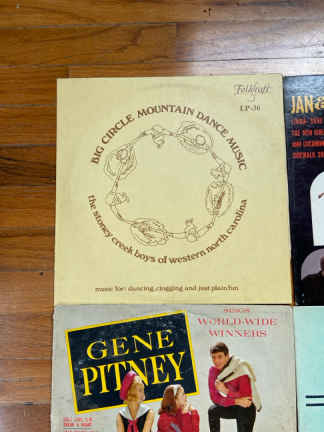 Folkraft
LP-36
BIG CIRCLE MOUNTAIN DANCE MUSIC
the stoney creek boys of western north carolina
music for: dancing, clogging and just plain fun
JAN &
SINGS
WORLD-WIDE
WINNERS
GENE
PITNEY